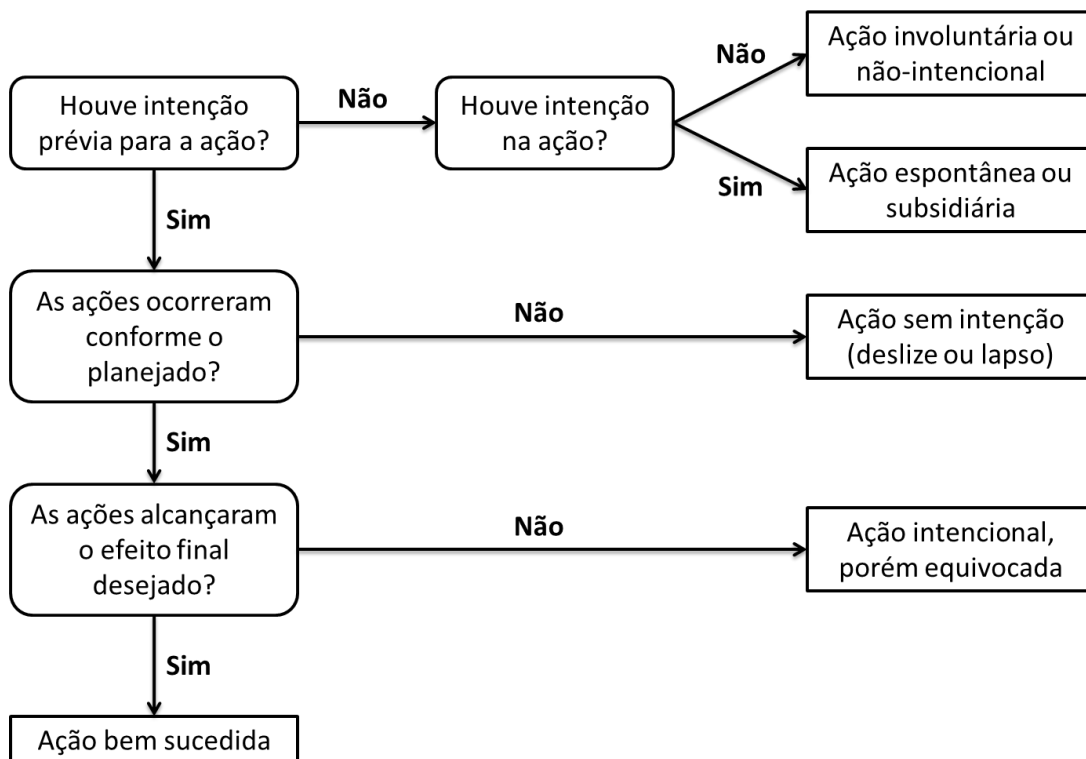 Houve intenção
prévia para a ação?
Não
Houve intenção
na ação?
Não
Ação involuntária ou
não-intencional
Sim
Ação espontânea ou
subsidiária
Sim
As ações ocorreram
conforme o
planejado?
Não
Ação sem intenção
(deslize ou lapso)
Sim
As ações alcançaram
o efeito final
desejado?
Não
Ação intencional,
porém equivocada
Sim
Ação bem sucedida